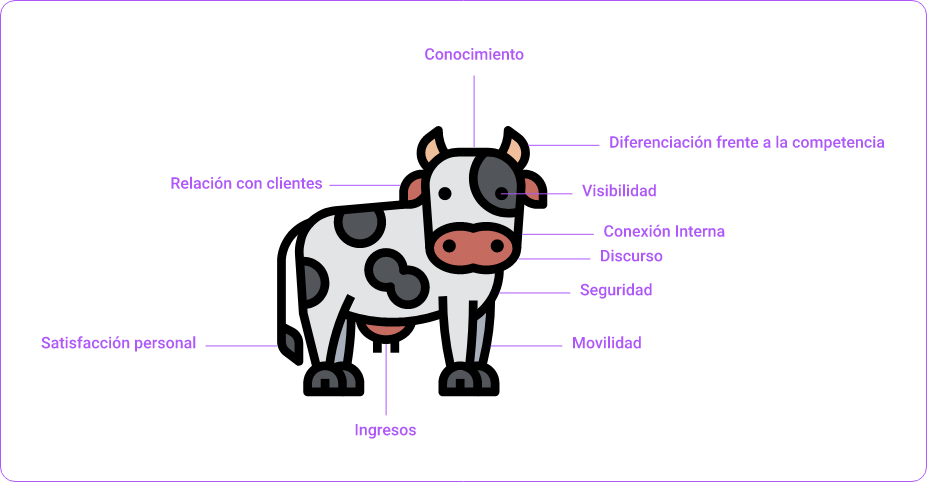 Conocimiento
Diferenciación frente a la competencia
Relación con clientes
Visibilidad
Conexión Interna
Discurso
Seguridad
Satisfacción personal
Movilidad
Ingresos